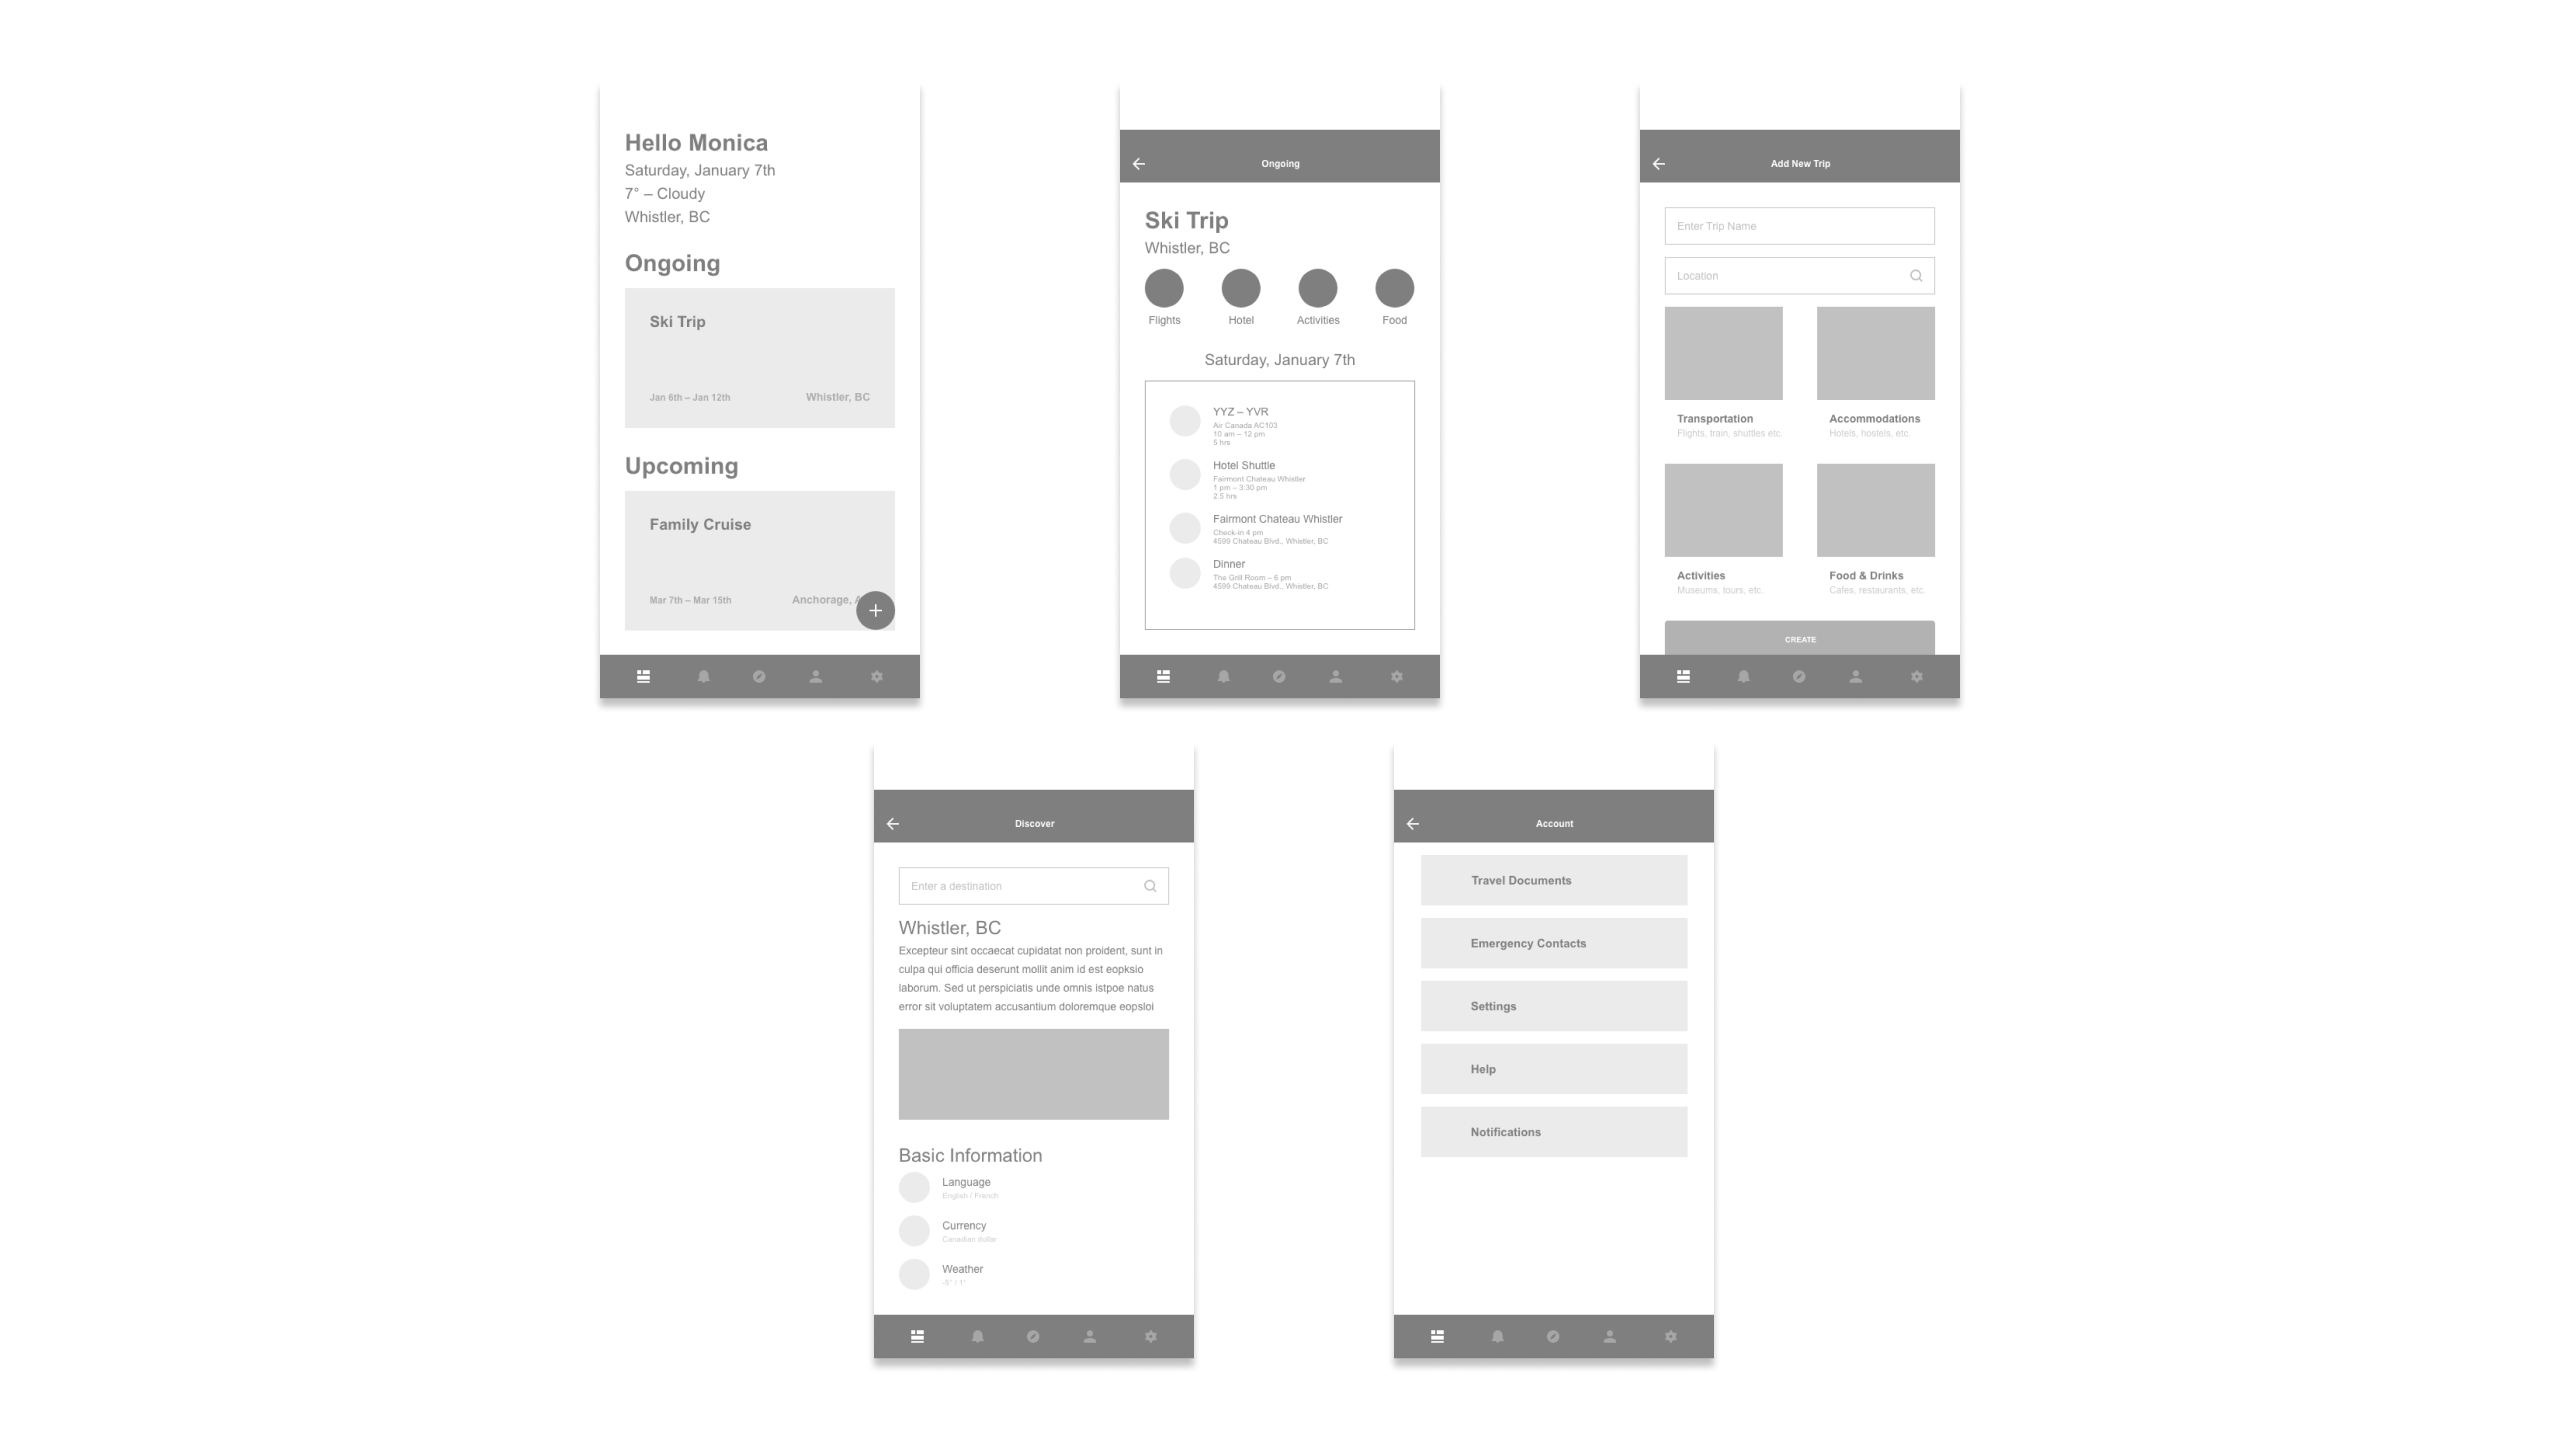 Hello Monica
Saturday, January 7th
7° – Cloudy
Whistler, BC
Ongoing
Ski Trip
Jan 6th – Jan 12th
Whistler, BC
Upcoming
Family Cruise
Mar 7th – Mar 15th
Anchorage,
Ongoing
Ski Trip
Whistler, BC
Flights
Hotel
Activities
Food
Saturday, January 7th
YYZ – YVR
Air Canada AC103
10 am – 12 pm
5 hrs
Hotel Shuttle
Fairmont Chateau Whistler
1 pm – 3:30 pm
2.5 hrs
Fairmont Chateau Whistler
Check-in 4 pm
4599 Chateau Blvd., Whistler, BC
Dinner
The Grill Room – 6 pm
4599 Chateau Blvd., Whistler, BC
Add New Trip
Enter Trip Name
Location
Transportation
Flights, train, shuttles etc.
Accommodations
Hotels, hostels, etc.
Activities
Museums, tours, etc.
Food & Drinks
Cafes, restaurants, etc.
CREATE
Discover
Enter a destination
Whistler, BC
Excepteur sint occaecat cupidatat non proident, sunt in
culpa qui officia deserunt mollit anim id est eopksio
laborum. Sed ut perspiciatis unde omnis istpoe natus
error sit voluptatem accusantium doloremque eopsloi
Basic Information
Language
English / French
Currency
Canadian dollar
Weather
-5° / 1°
Account
Travel Documents
Emergency Contacts
Settings
Help
Notifications